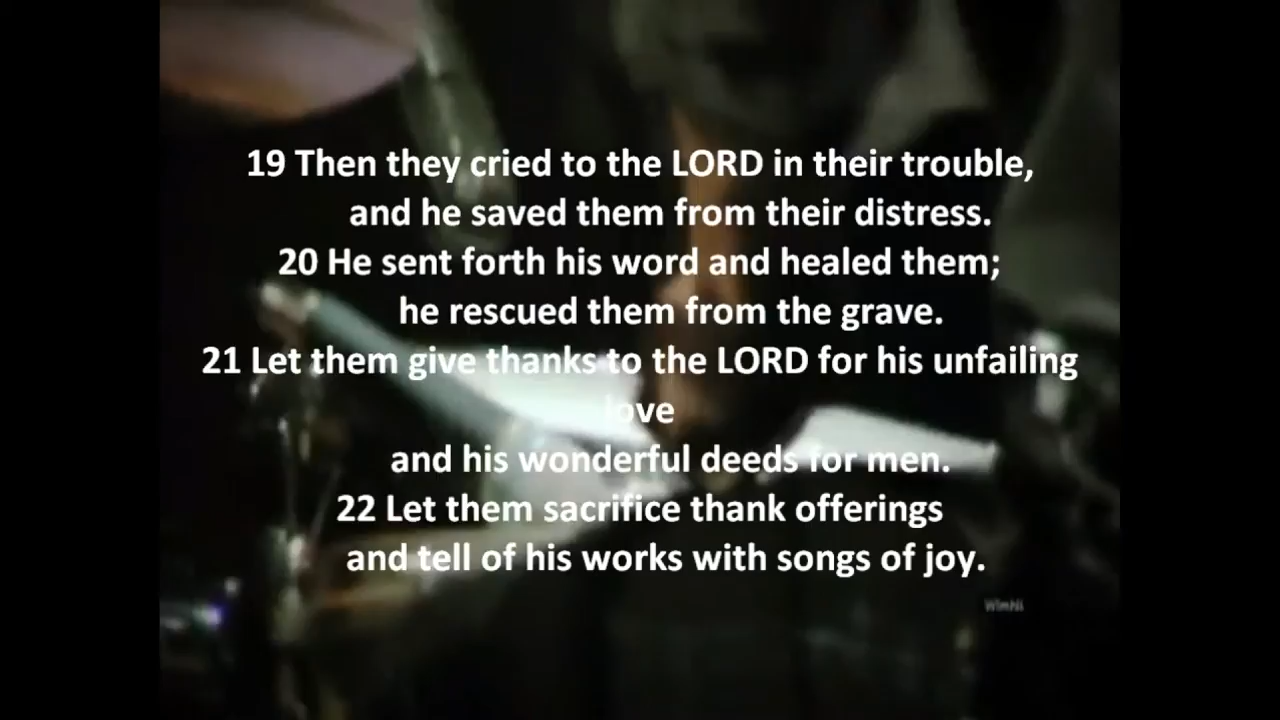 19 Then they cried to the LORD in their trouble,
and he saved them from their distress.
20 He sent forth his word and healed them;
he rescued them from the grave.
21 Let them give thanks to the LORD for his unfailing
love
and his wonderful deeds for men.
22 Let them sacrifice thank offerings
and tell of his works with songs of joy.